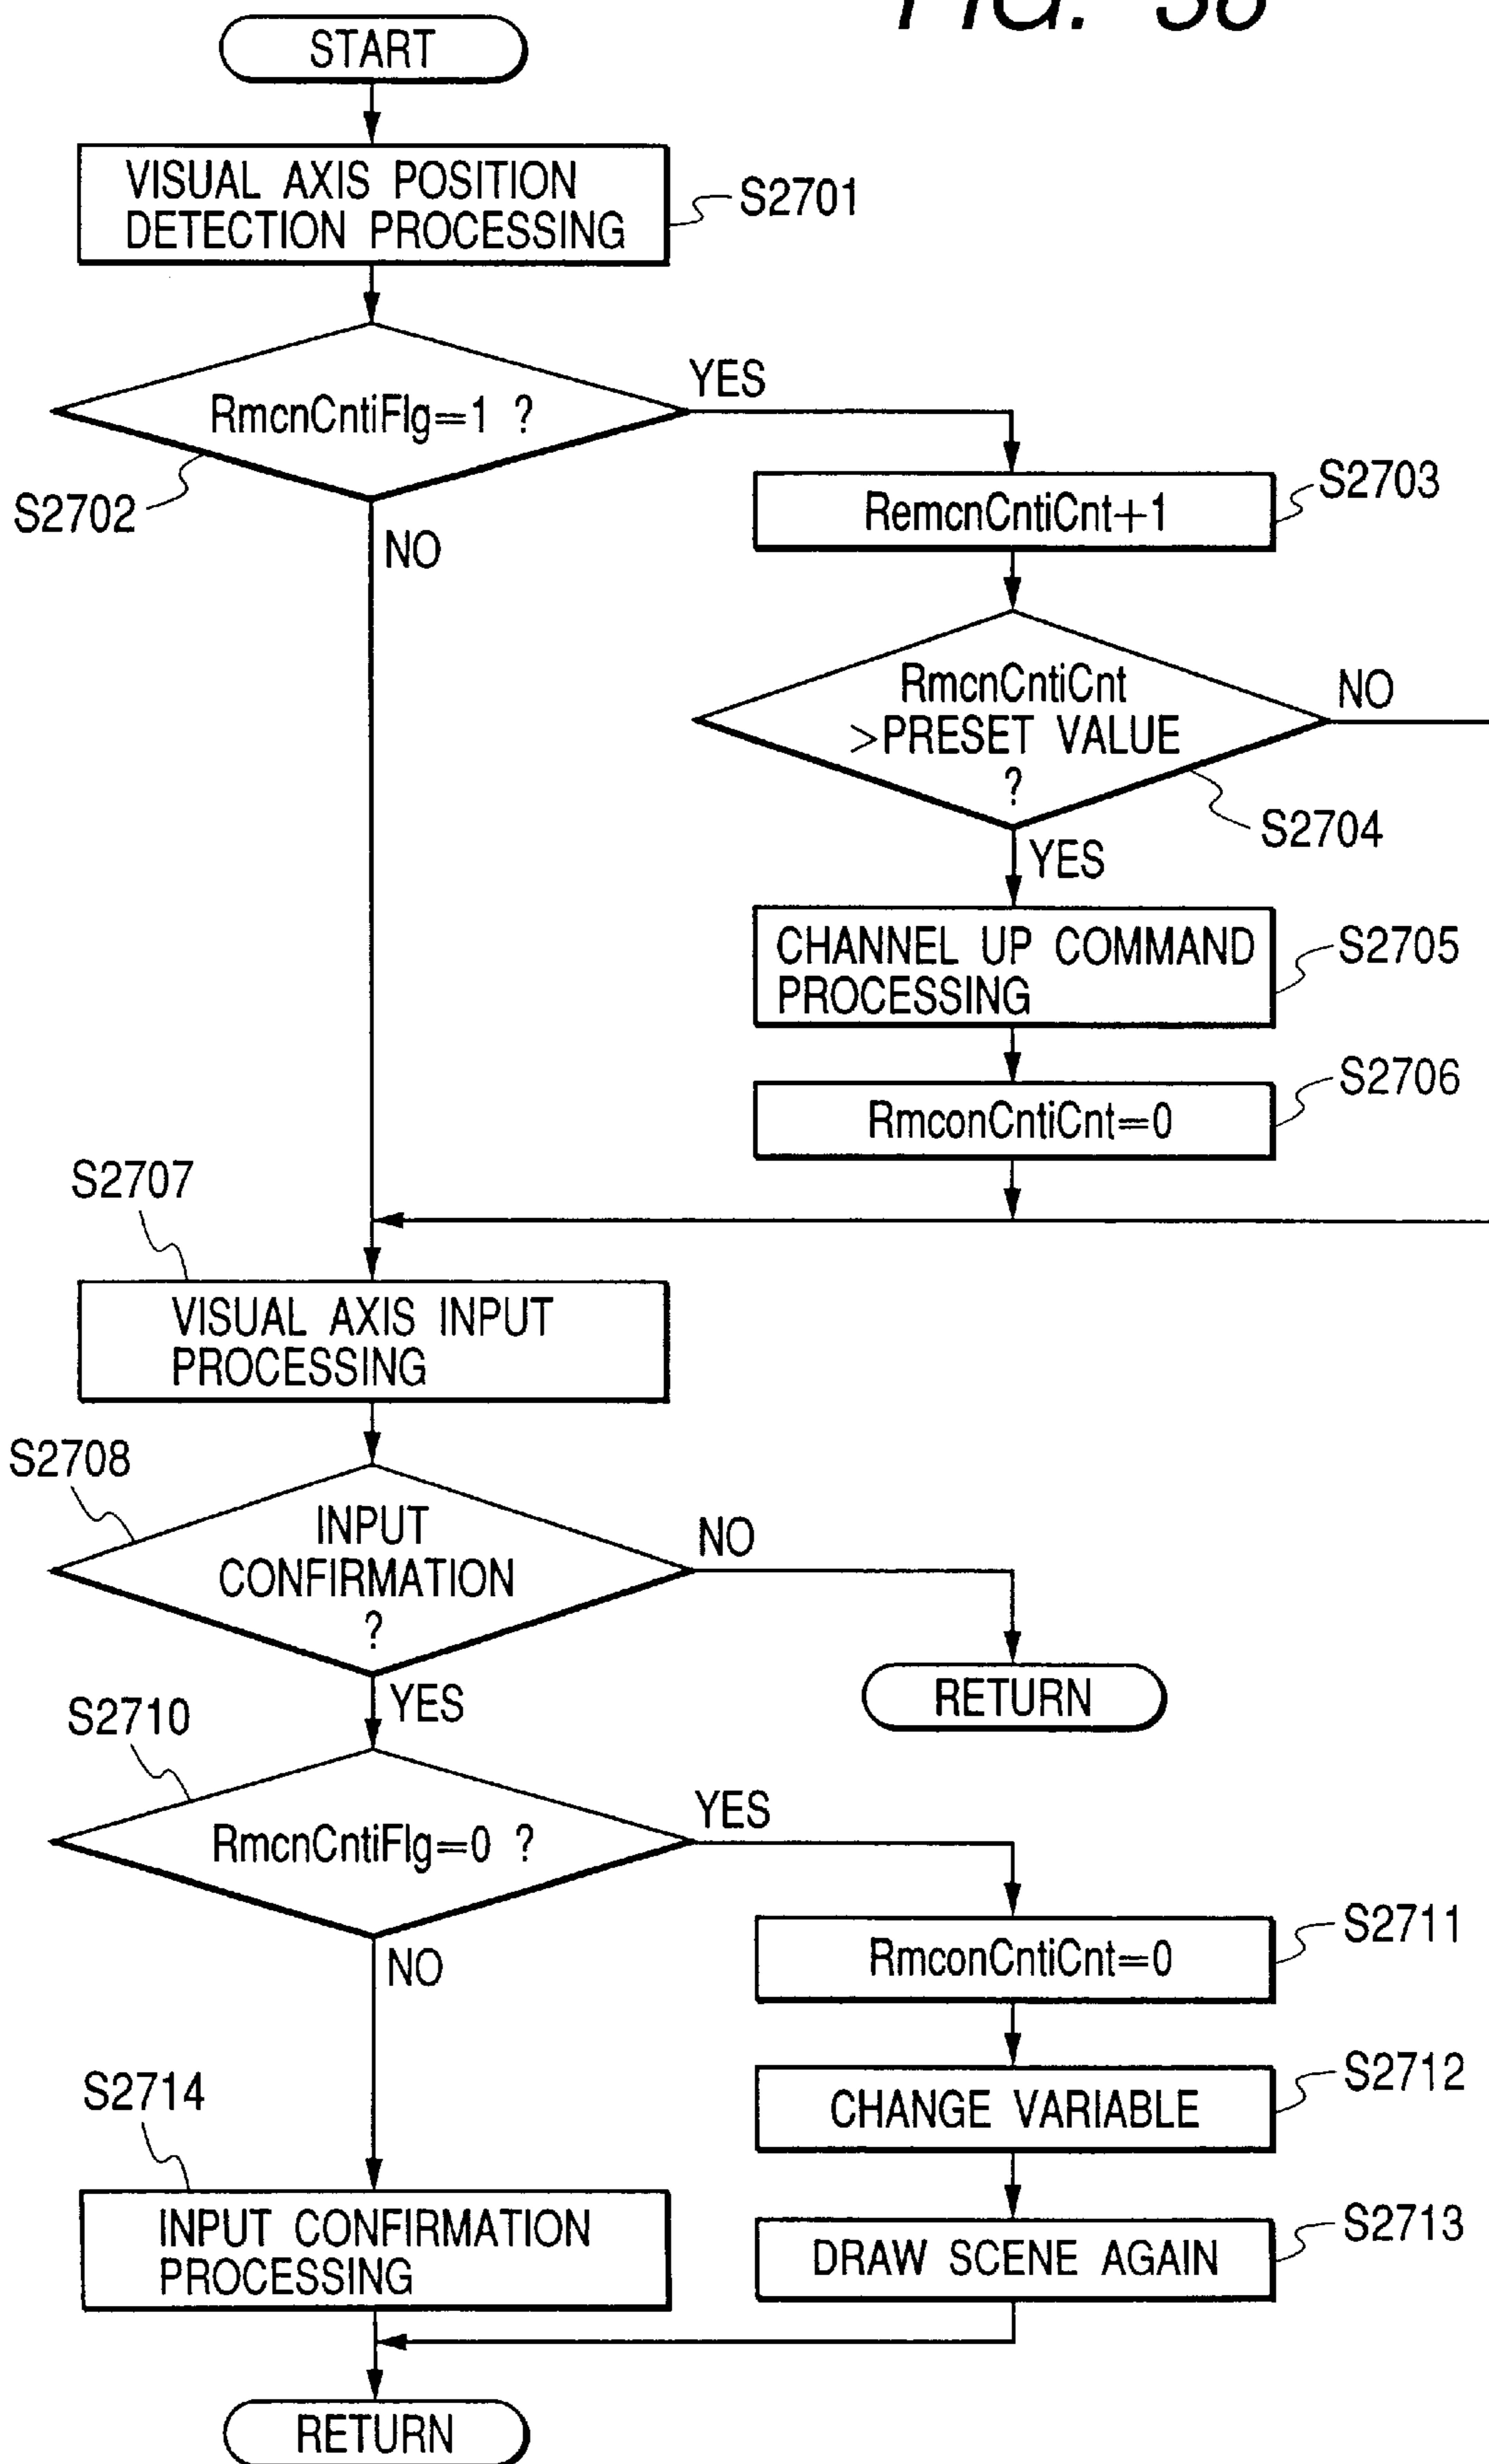 FIG.
START
VISUAL AXIS POSITION
DETECTION PROCESSING
S2701
RmcnCntiFlg=1 ?
YES
S2702
NO
RemcnCntiCnt+1
S2703
RmcnCntiCnt
>PRESET VALUE
?
NO
S2704
YES
CHANNEL UP COMMAND
PROCESSING
S2705
RmconCntiCnt=0
S2706
S2707
VISUAL AXIS INPUT
PROCESSING
S2708
INPUT
CONFIRMATION
?
NO
RETURN
YES
S2710
RmcnCntiFlg=0 ?
YES
NO
RmconCntiCnt=0
S2711
CHANGE VARIABLE
S2712
DRAW SCENE AGAIN
S2713
S2714
INPUT CONFIRMATION
PROCESSING
RETURN